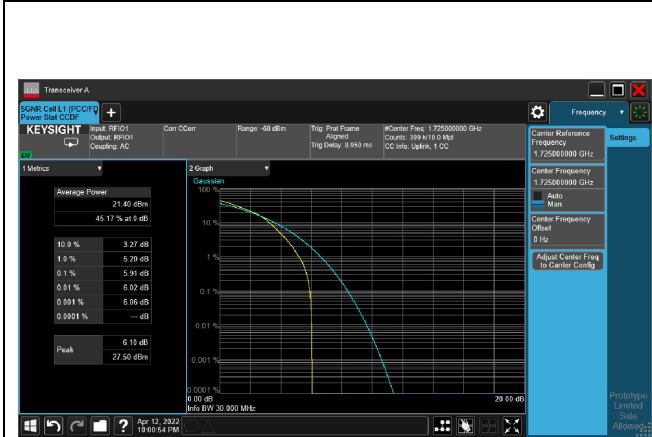 Transceiver A
5GNR Cell L1 (PCC/FD
Power Stat CCDF
Frequency
KEYSIGHT
Input: RFIO1
Output: RFIO1
Coupling: AC
Corr CCorr
Range: -60 dBm
Trig: Prot Frame
Aligned
Trig Delay: 8.950 ms
#Center Freq: 1.725000000 GHz
Counts: 399 k/10.0 Mpt
CC Info: Uplink, 1 CC
Carrier Reference
Frequency
1.725000000 GHz
Settings
Center Frequency
1.725000000 GHz
Auto
Man
Center Frequency
Offset
0 Hz
Adjust Center Freq
to Carrier Config
1 Metrics
Average Power
21.40 dBm
45.17 % at 0 dB
10.0 % 3.27 dB
1.0 % 5.20 dB
0.1 % 5.91 dB
0.01 % 6.02 dB
0.001 % 6.06 dB
0.0001 % --- dB
Peak
6.10 dB
27.50 dBm
2 Graph
Gaussian
100 %
10 %
1 %
0.1 %
0.01 %
0.001 %
0.0001 %
0.00 dB
20.00 dB
Info BW 30.000 MHz
Apr 12, 2022
Prototype
Limited
Sale
Allowed